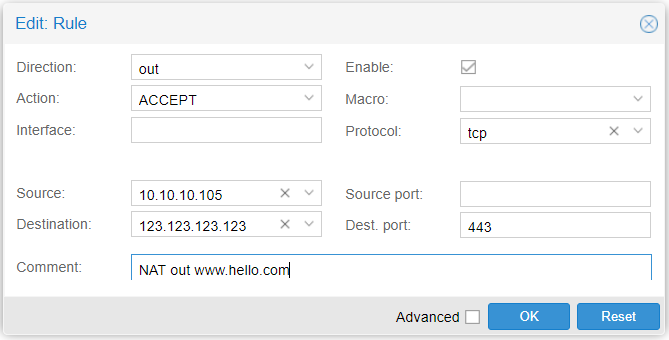 Edit: Rule
Direction: out Enable:
Action: ACCEPT Macro:
Interface: Protocol: tcp
Source: 10.10.10.105 Source port:
Destination: 123.123.123.123 Dest. port: 443
Comment: NAT out www.hello.com
Advanced OK Reset